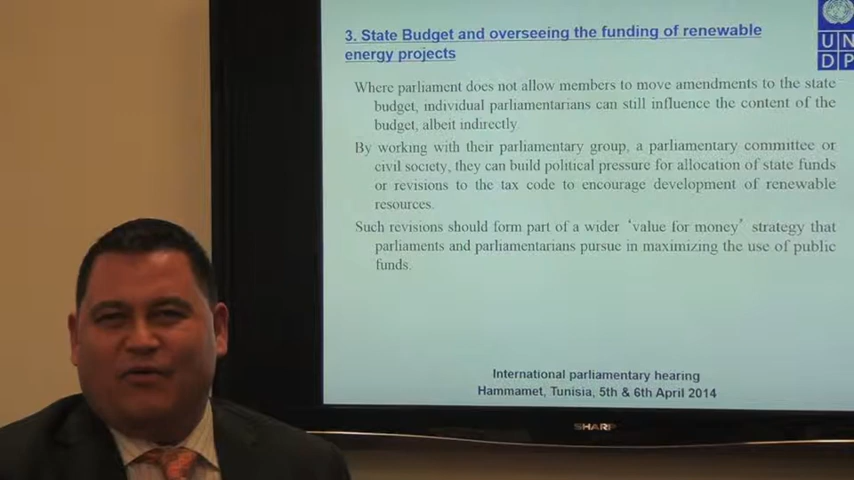 3. State Budget and overseeing the funding of renewable
energy projects
UN
DP
Where parliament does not allow members to move amendments to the state
budget, individual parliamentarians can still influence the content of the
budget, albeit indirectly
By working with their parliamentary group, a parliamentary committee or
civil society, they can build political pressure for allocation of state funds
or revisions to the tax code to encourage development of renewable
resources.
Such revisions should form part of a wider 'value for money' strategy that
parliaments and parliamentarians pursue in maximizing the use of public
funds.
International parliamentary hearing
Hammamet, Tunisia, 5th & 6th April 2014
SHARP